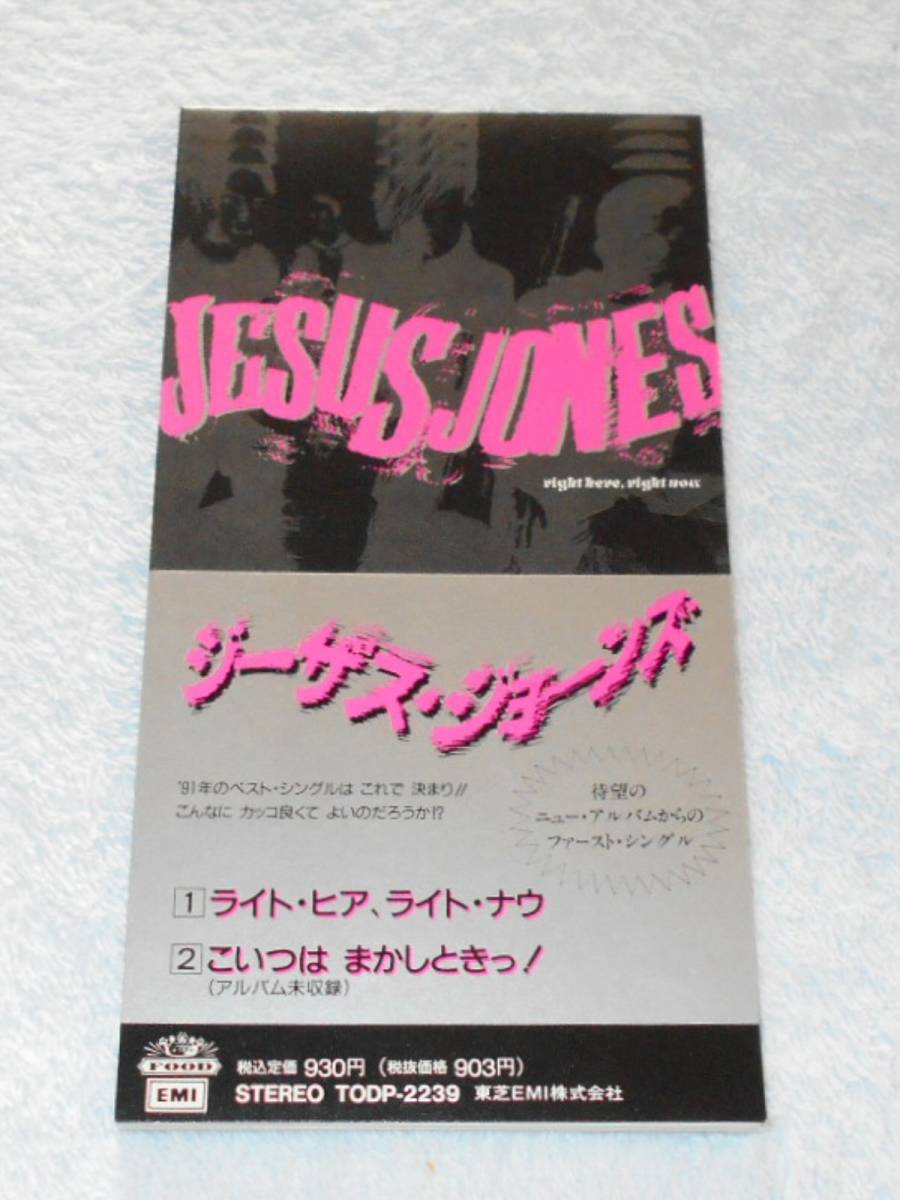 JESUS JONES
right here, right now
ジーザス・ジョーンズ
'91年のベスト・シングルは これで 決まり!!
こんなに カッコ良くて よいのだろうか!?
待望の
ニュー・アルバムからの
ファースト・シングル
1 ライト・ヒア、ライト・ナウ
2 こいつは まかしときっ!
(アルバム未収録)
FOOD
EMI
税込定価 930円 (税抜価格 903円)
STEREO TODP-2239 東芝EMI株式会社